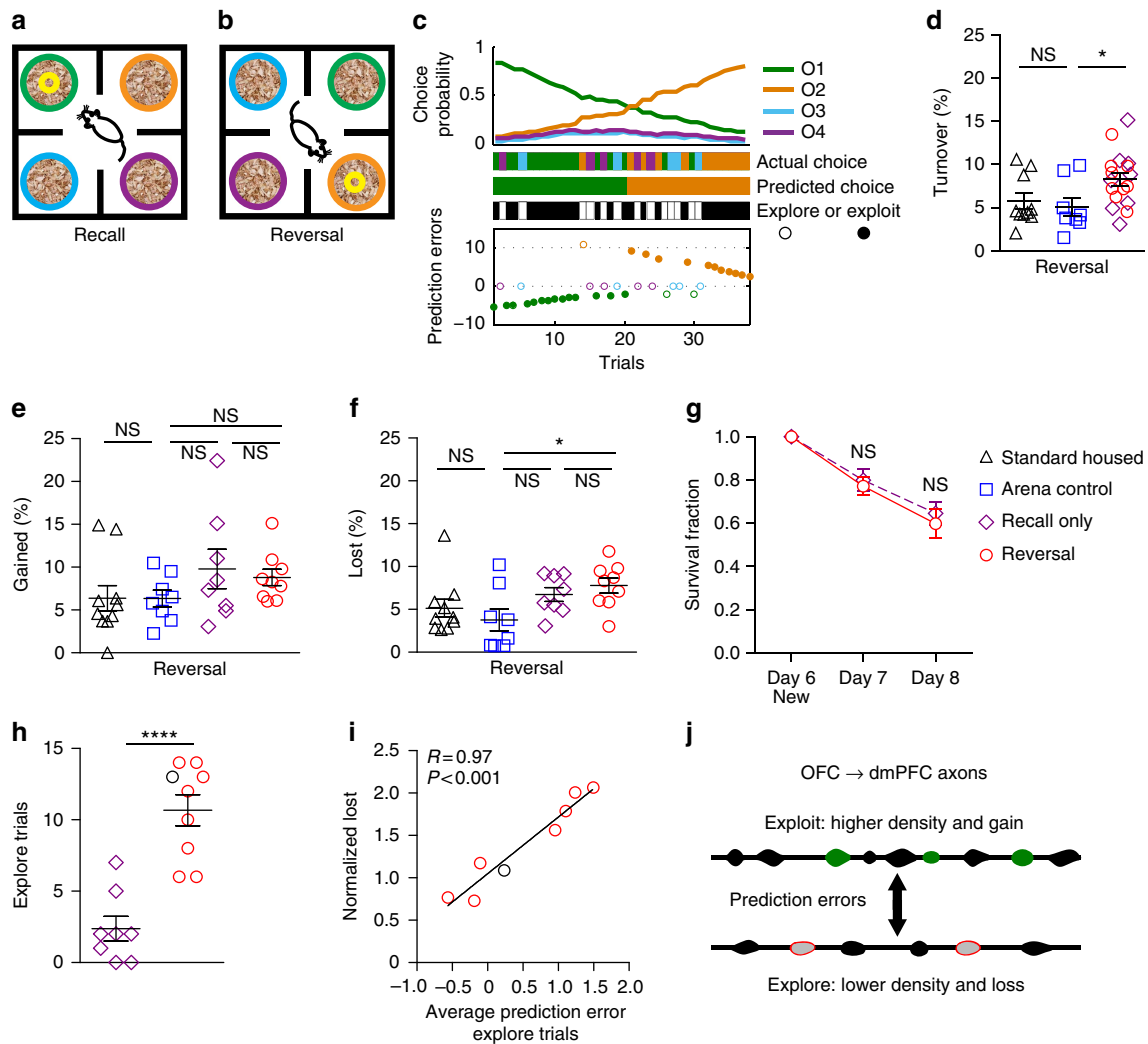 a
Recall
b
Reversal
c
Choice
probability
1
0.5
0
O1
O2
O3
O4
Actual choice
Predicted choice
Explore or exploit
Prediction errors
10
0
−10
10
20
30
Trials
d
Turnover (%)
25
20
15
10
5
0
NS
*
Reversal
e
Gained (%)
25
20
15
10
5
0
NS
NS
NS
NS
Reversal
f
Lost (%)
25
20
15
10
5
0
NS
*
NS
NS
Reversal
g
Survival fraction
1.0
0.8
0.6
0.4
0.2
0.0
NS
NS
Day 6
New
Day 7
Day 8
Standard housed
Arena control
Recall only
Reversal
h
Explore trials
15
10
5
0
****
i
R=0.97
P<0.001
Normalized lost
2.5
2.0
1.5
1.0
0.5
0
−1.0
−0.5
0
0.5
1.0
1.5
2.0
Average prediction error
explore trials
j
OFC → dmPFC axons
Exploit: higher density and gain
Prediction errors
Explore: lower density and loss